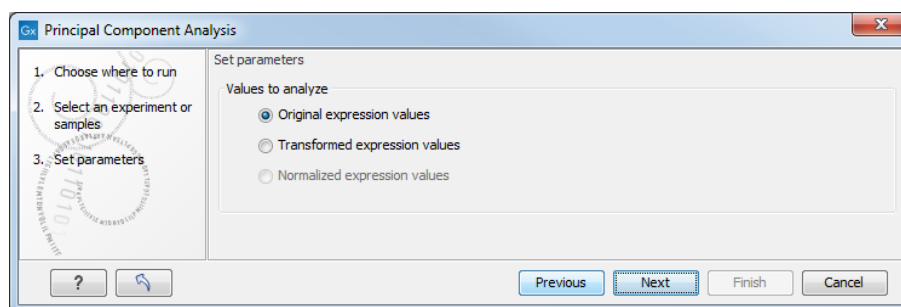 Gx Principal Component Analysis
1. Choose where to run
2. Select an experiment or
samples
3. Set parameters
Set parameters
Values to analyze
Original expression values
Transformed expression values
Normalized expression values
?
Previous
Next
Finish
Cancel